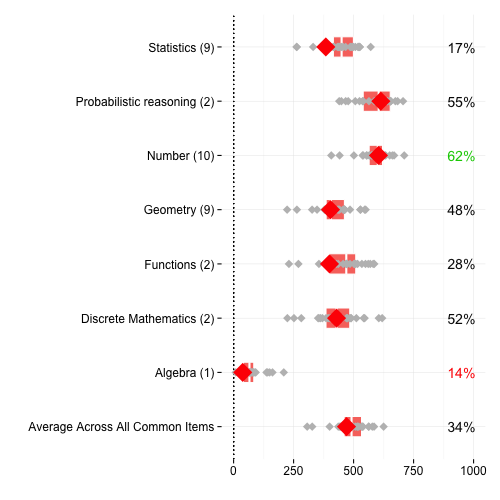 Statistics (9) 17%
Probabilistic reasoning (2) 55%
Number (10) 62%
Geometry (9) 48%
Functions (2) 28%
Discrete Mathematics (2) 52%
Algebra (1) 14%
Average Across All Common Items 34%
0 250 500 750 1000